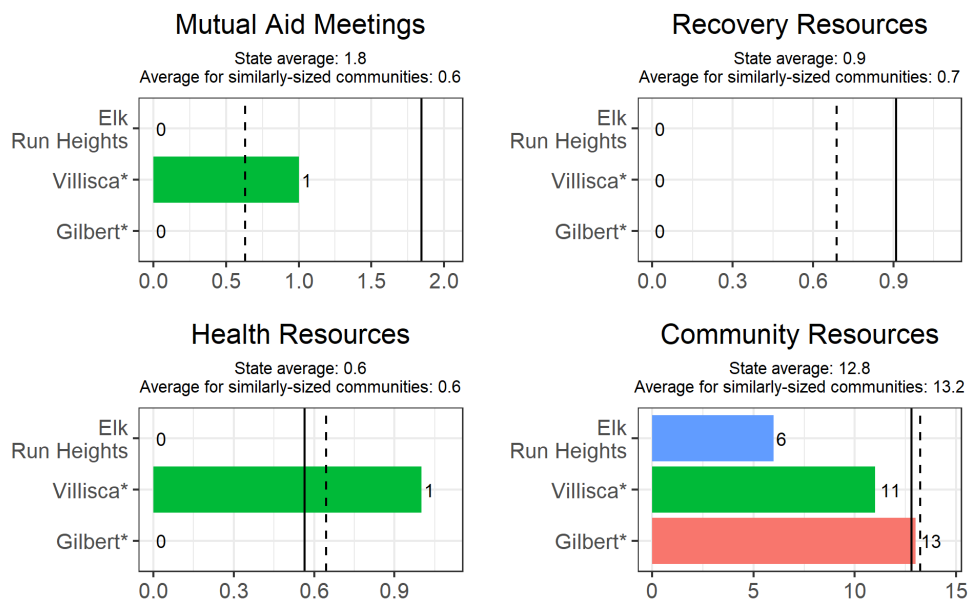 Mutual Aid Meetings
State average: 1.8
Average for similarly-sized communities: 0.6
Elk
Run Heights
0
Villisca*
1
Gilbert*
0
0.0 0.5 1.0 1.5 2.0
Recovery Resources
State average: 0.9
Average for similarly-sized communities: 0.7
Elk
Run Heights
0
Villisca*
0
Gilbert*
0
0.0 0.3 0.6 0.9
Health Resources
State average: 0.6
Average for similarly-sized communities: 0.6
Elk
Run Heights
0
Villisca*
1
Gilbert*
0
0.0 0.3 0.6 0.9
Community Resources
State average: 12.8
Average for similarly-sized communities: 13.2
Elk
Run Heights
6
Villisca*
11
Gilbert*
13
0 5 10 15